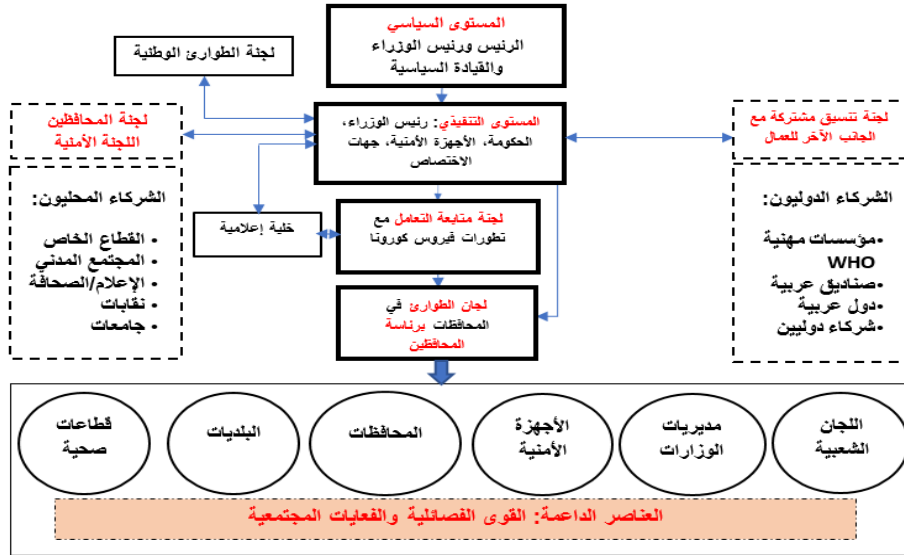 المستوى السياسي
الرئيس ورئيس الوزراء
والقيادة السياسية
لجنة الطوارئ الوطنية
لجنة المحافظين
اللجنة الأمنية
المستوى التنفيذي: رئيس الوزراء،
الحكومة، الأجهزة الأمنية، جهات
الاختصاص
لجنة تنسيق مشتركة مع
الجانب الآخر للعمال
الشركاء المحليون:
• القطاع الخاص
• المجتمع المدني
• الإعلام/الصحافة
• نقابات
• جامعات
خلية إعلامية
لجنة متابعة التعامل مع
تطورات فيروس كورونا
لجان الطوارئ في
المحافظات برئاسة
المحافظين
الشركاء الدوليون:
•مؤسسات مهنية
WHO
•صناديق عربية
•دول عربية
•شركاء دوليين
اللجان
الشعبية
مديريات
الوزارات
الأجهزة
الأمنية
المحافظات
البلديات
قطاعات
صحية
العناصر الداعمة: القوى الفصائلية والفعايات المجتمعية